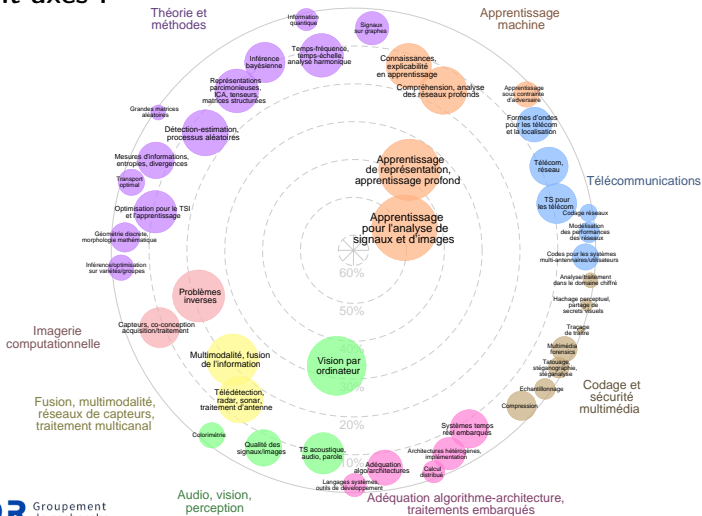 nt axes :
Théorie et
méthodes
Information
quantique
Signaux
sur graphes
Apprentissage
machine
Inférence
bayésienne
Temps-fréquence,
temps-échelle,
analyse harmonique
Connaissances,
explicabilité
en apprentissage
Représentations
parcimonieuses,
ICA, tenseurs,
matrices structurées
Compréhension, analyse
des réseaux profonds
Apprentissage
sous contrainte
d'adversaire
Grandes matrices
aléatoires
Détection-estimation,
processus aléatoires
Formes d'ondes
pour les télécom
et la localisation
Mesures d'informations,
entropies, divergences
Apprentissage
de représentation,
apprentissage profond
Télécom,
réseau
Transport
optimal
Télécommunications
Optimisation pour le TSI
et l'apprentissage
TS pour
les télécom
Apprentissage
pour l'analyse de
signaux et d'images
Codage réseaux
Géométrie discrète,
morphologie mathématique
Modélisation
des performances
des réseaux
Codes pour les systèmes
multi-antennaires/utilisateurs
Inférence/optimisation
sur variétés/groupes
60%
Analyse/traitement
dans le domaine chiffré
Problèmes
inverses
50%
Hachage perceptuel,
partage de
secrets visuels
Imagerie
computationnelle
Capteurs, co-conception
acquisition/traitement
Traçage
de traître
40%
Multimédia
forensics
Multimodalité, fusion
de l'information
Vision par
ordinateur
Tatouage,
stéganographie,
stéganalyse
30%
Codage et
sécurité
multimédia
Télédétection,
radar, sonar,
traitement d'antenne
Echantillonnage
Compression
Fusion, multimodalité,
réseaux de capteurs,
traitement multicanal
20%
Systèmes temps
réel embarqués
Colorimétrie
Qualité des
signaux/images
TS acoustique,
audio, parole
Architectures hétérogènes,
implémentation
10%
Adéquation
algo/architectures
Calcul
distribué
Langages systèmes,
outils de développement
Audio, vision,
perception
Adéquation algorithme-architecture,
traitements embarqués
Groupement